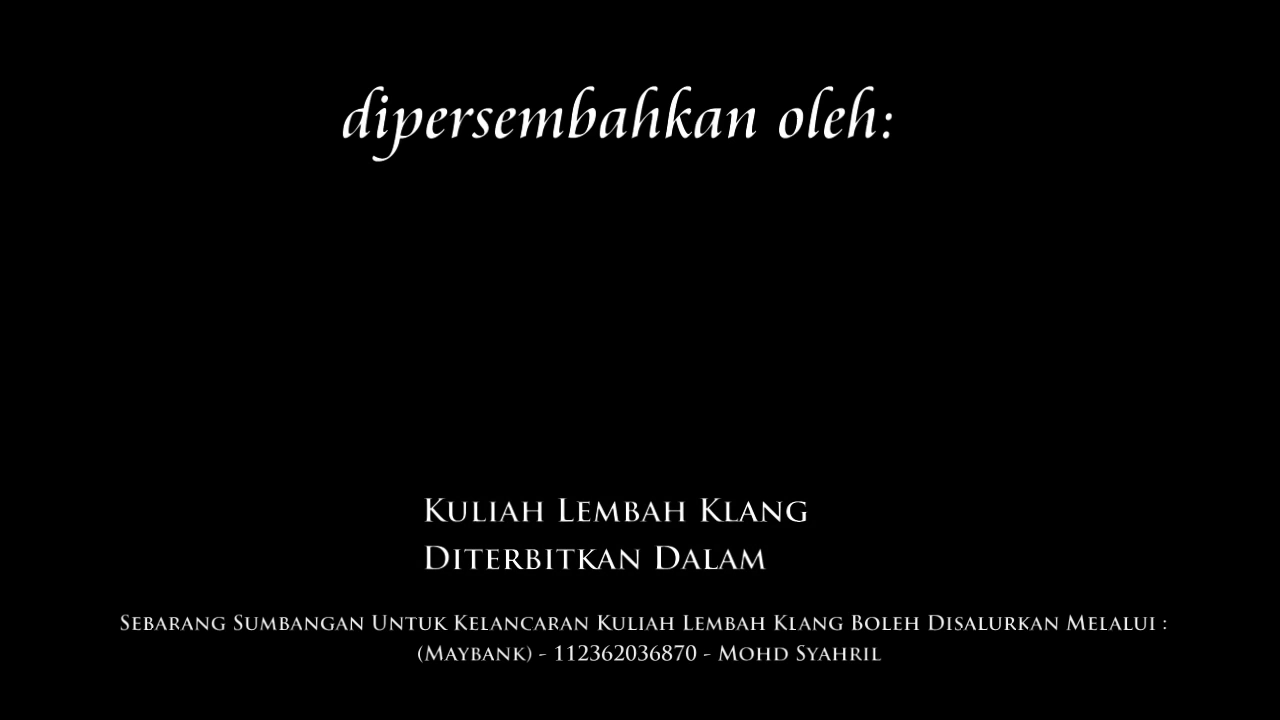 dipersembahkan oleh:
Kuliah Lembah Klang
Diterbitkan Dalam
Sebarang Sumbangan Untuk Kelancaran Kuliah Lembah Klang Boleh Disalurkan Melalui :
(Maybank) - 112362036870 - Mohd Syahril